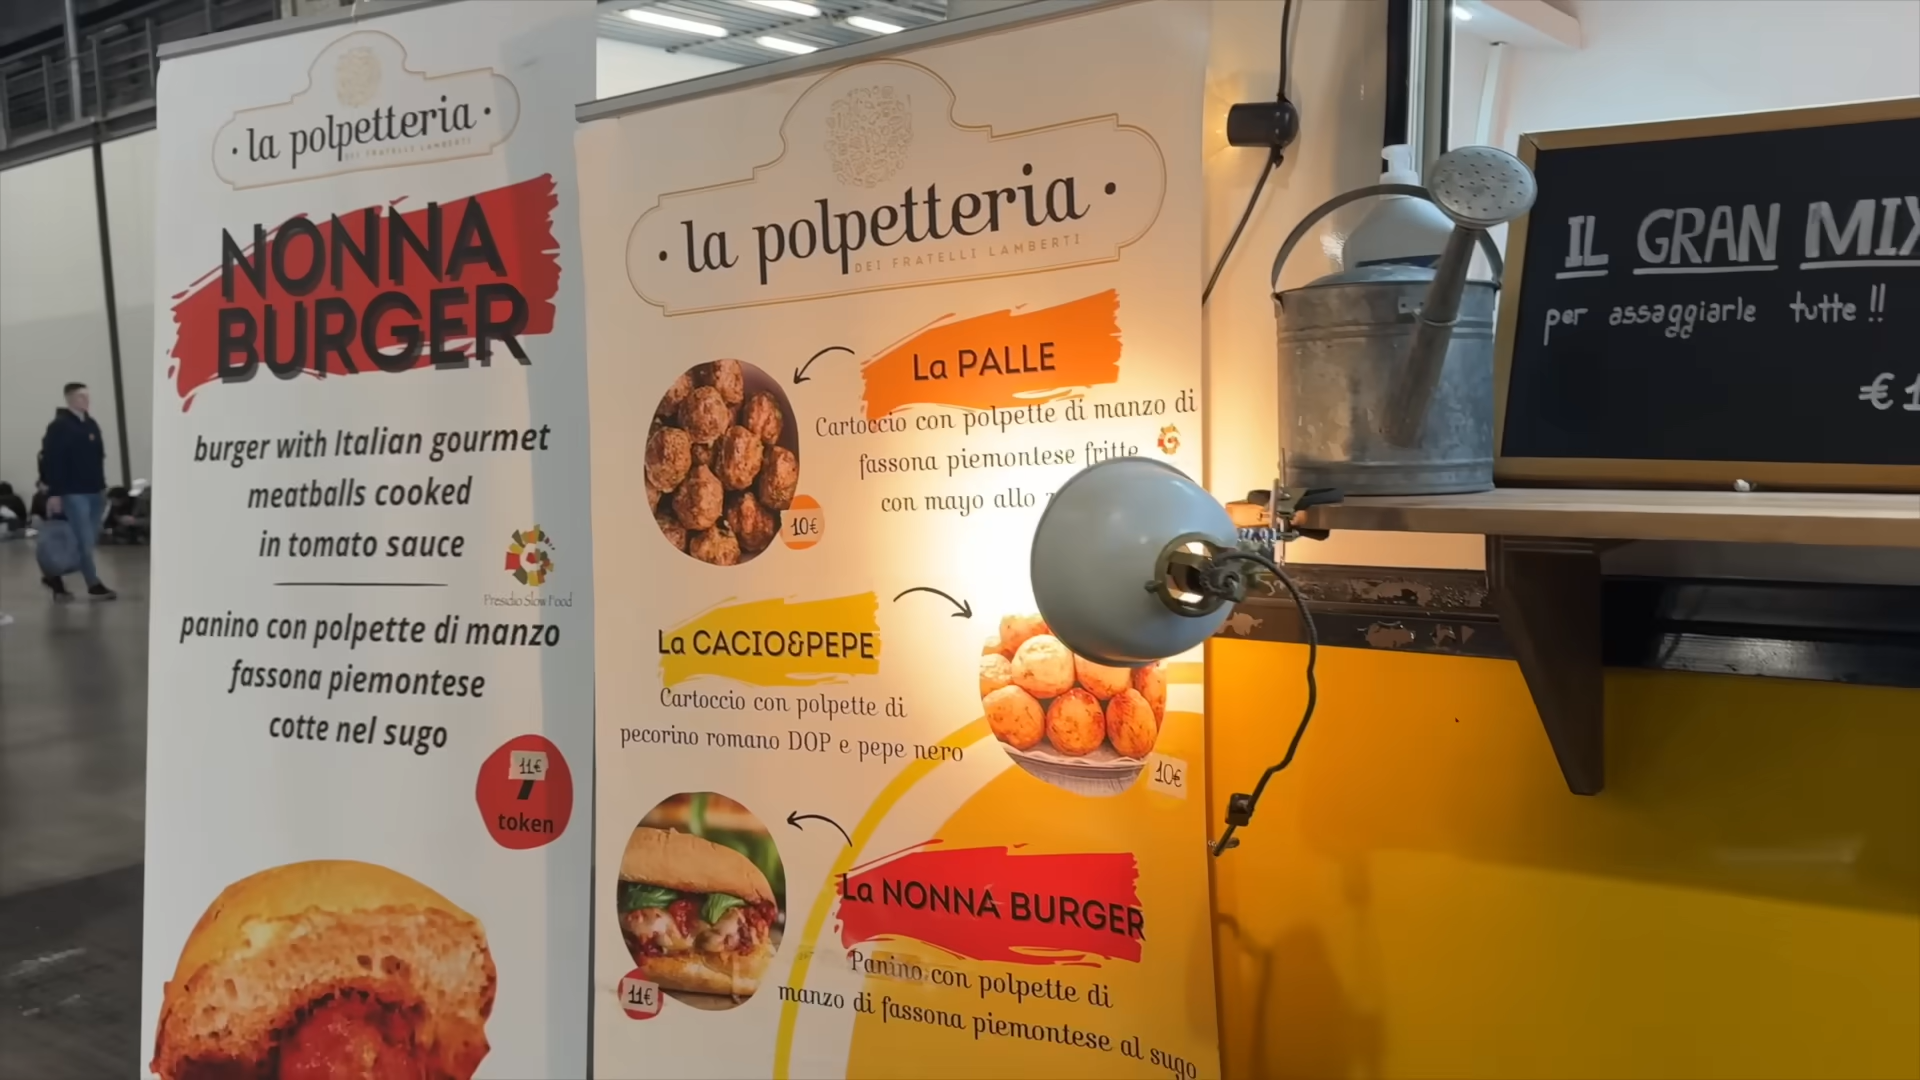 · la polpetteria ·
DEI FRATELLI LAMBERTI
NONNA
BURGER
burger with Italian gourmet
meatballs cooked
in tomato sauce
Presidio Slow Food
panino con polpette di manzo
fassona piemontese
cotte nel sugo
11€
token
· la polpetteria ·
DEI FRATELLI LAMBERTI
La PALLE
Cartoccio con polpette di manzo di
fassona piemontese fritte
con mayo allo
10€
La CACIO&PEPE
Cartoccio con polpette di
pecorino romano DOP e pepe nero
10€
La NONNA BURGER
11€
Panino con polpette di
manzo di fassona piemontese al sugo
IL GRAN MIX
per assaggiarle tutte !!
€ 1